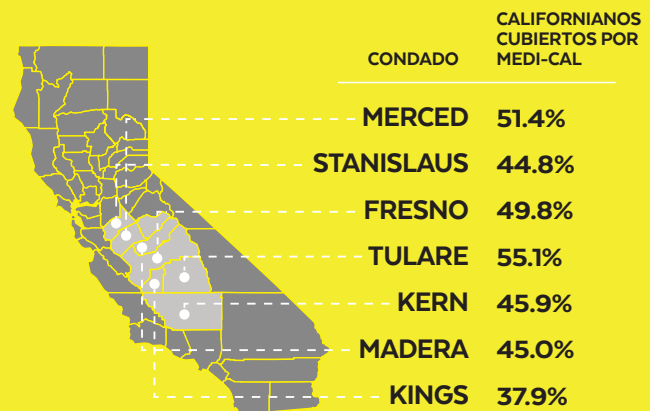 CONDADO
CALIFORNIANOS
CUBIERTOS POR
MEDI-CAL
MERCED 51.4%
STANISLAUS 44.8%
FRESNO 49.8%
TULARE 55.1%
KERN 45.9%
MADERA 45.0%
KINGS 37.9%